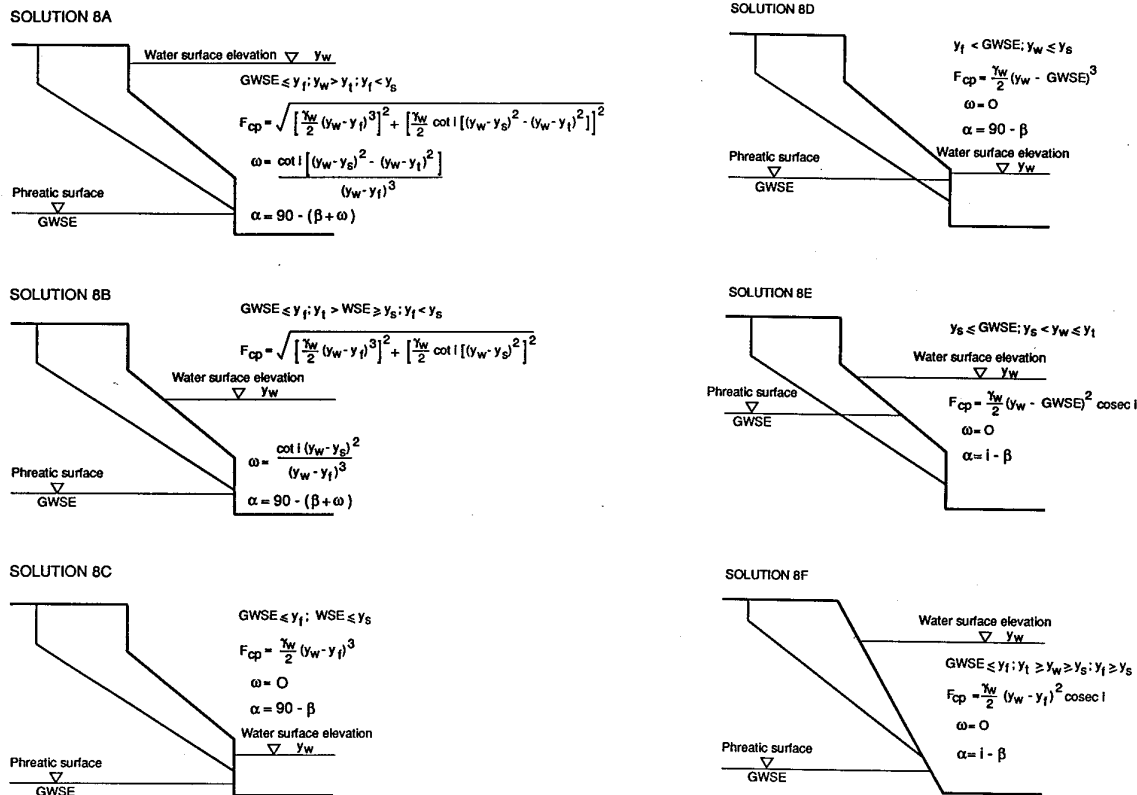 SOLUTION 8A
Water surface elevation ▽ y_w
GWSE ≤ y_f; y_w > y_t; y_f < y_s
F_cp = √([γ_w/2 (y_w - y_f)^3]^2 + [γ_w/2 cot i [(y_w - y_s)^2 - (y_w - y_t)^2]]^2)
ω = cot i [(y_w - y_s)^2 - (y_w - y_t)^2] / (y_w - y_f)^3
Phreatic surface
▽
GWSE
α = 90 - (β + ω)
SOLUTION 8B
GWSE ≤ y_f; y_t > WSE ≥ y_s; y_f < y_s
F_cp = √([γ_w/2 (y_w - y_f)^3]^2 + [γ_w/2 cot i [(y_w - y_s)^2]^2)
Water surface elevation
▽ y_w
ω = cot i (y_w - y_s)^2 / (y_w - y_f)^3
Phreatic surface
▽
GWSE
α = 90 - (β + ω)
SOLUTION 8C
GWSE ≤ y_f; WSE ≤ y_s
F_cp = γ_w/2 (y_w - y_f)^3
ω = O
α = 90 - β
Water surface elevation
▽ y_w
Phreatic surface
▽
GWSE
SOLUTION 8D
y_f < GWSE; y_w ≤ y_s
F_cp = γ_w/2 (y_w - GWSE)^3
ω = O
α = 90 - β
Water surface elevation
▽ y_w
Phreatic surface
▽
GWSE
SOLUTION 8E
y_s ≤ GWSE; y_s < y_w ≤ y_t
Water surface elevation
▽ y_w
Phreatic surface
▽
GWSE
F_cp = γ_w/2 (y_w - GWSE)^2 cosec i
ω = O
α = i - β
SOLUTION 8F
Water surface elevation
▽ y_w
GWSE ≤ y_f; y_t ≥ y_w ≥ y_s; y_f ≥ y_s
F_cp = γ_w/2 (y_w - y_f)^2 cosec i
ω = O
α = i - β
Phreatic surface
▽
GWSE